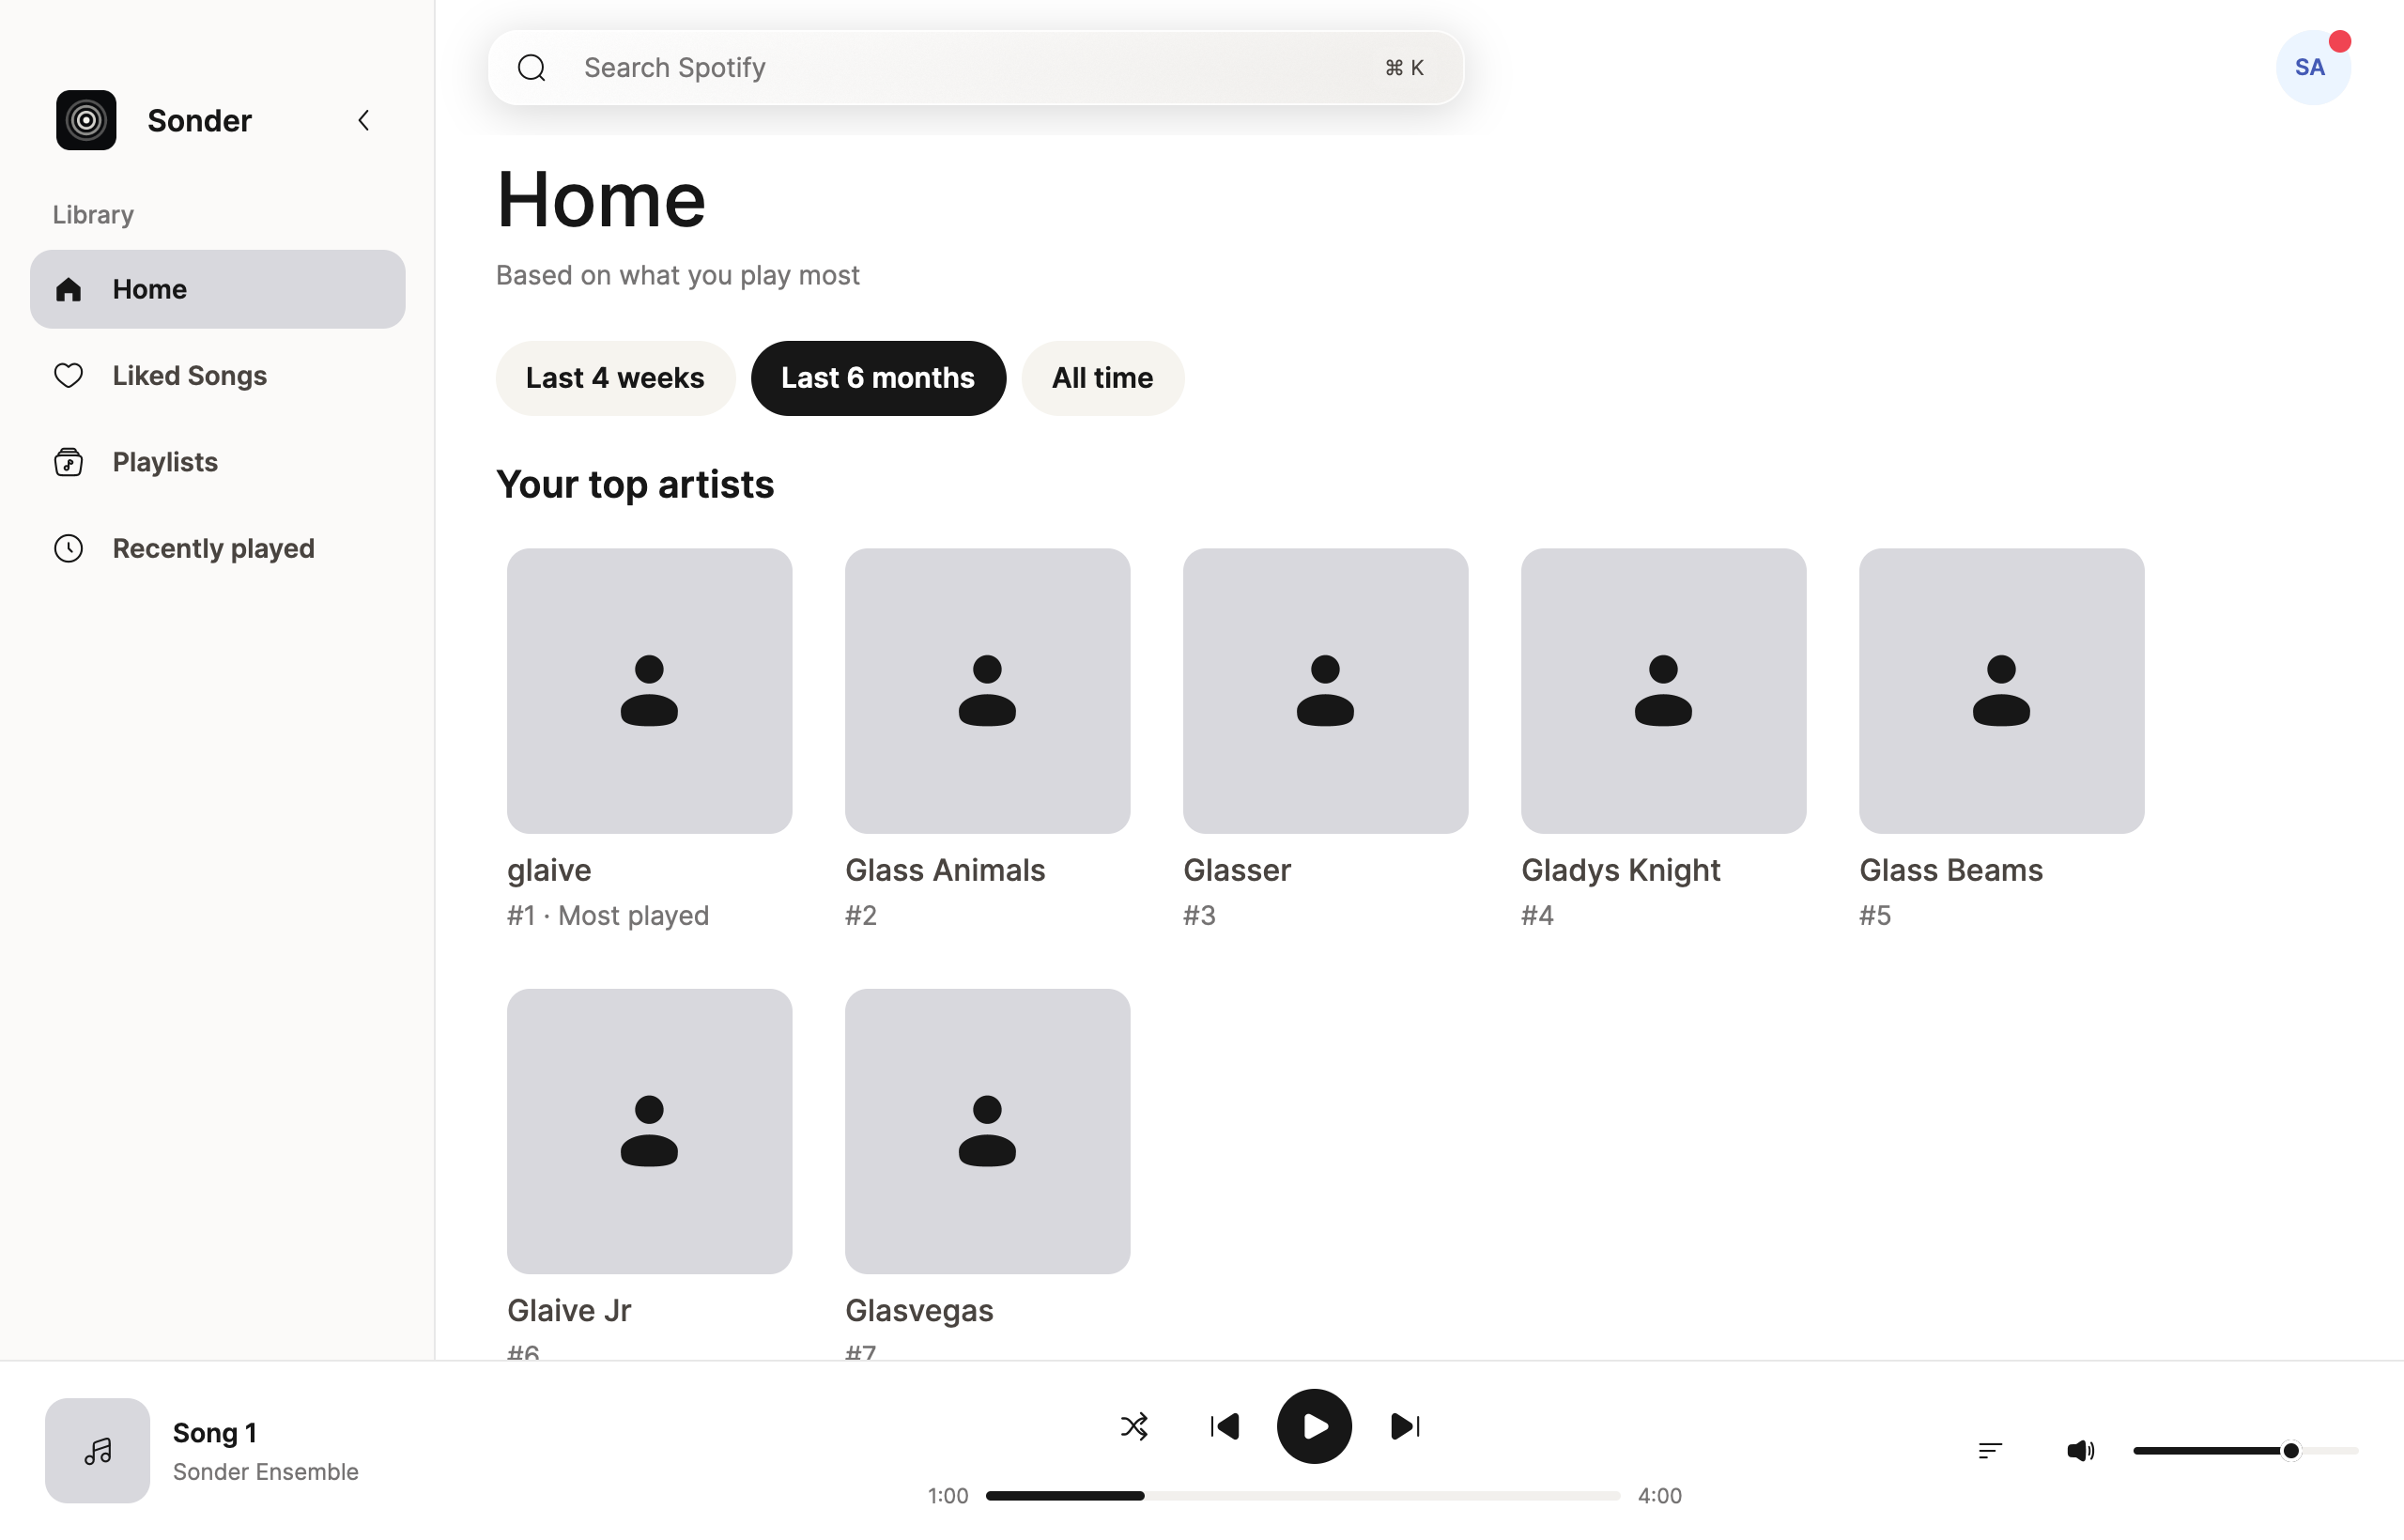 Search Spotify
⌘ K
SA
Sonder
Library
Home
Liked Songs
Playlists
Recently played
Home
Based on what you play most
Last 4 weeks
Last 6 months
All time
Your top artists
glaive
#1 · Most played
Glass Animals
#2
Glasser
#3
Gladys Knight
#4
Glass Beams
#5
Glaive Jr
#6
Glasvegas
#7
Song 1
Sonder Ensemble
1:00
4:00